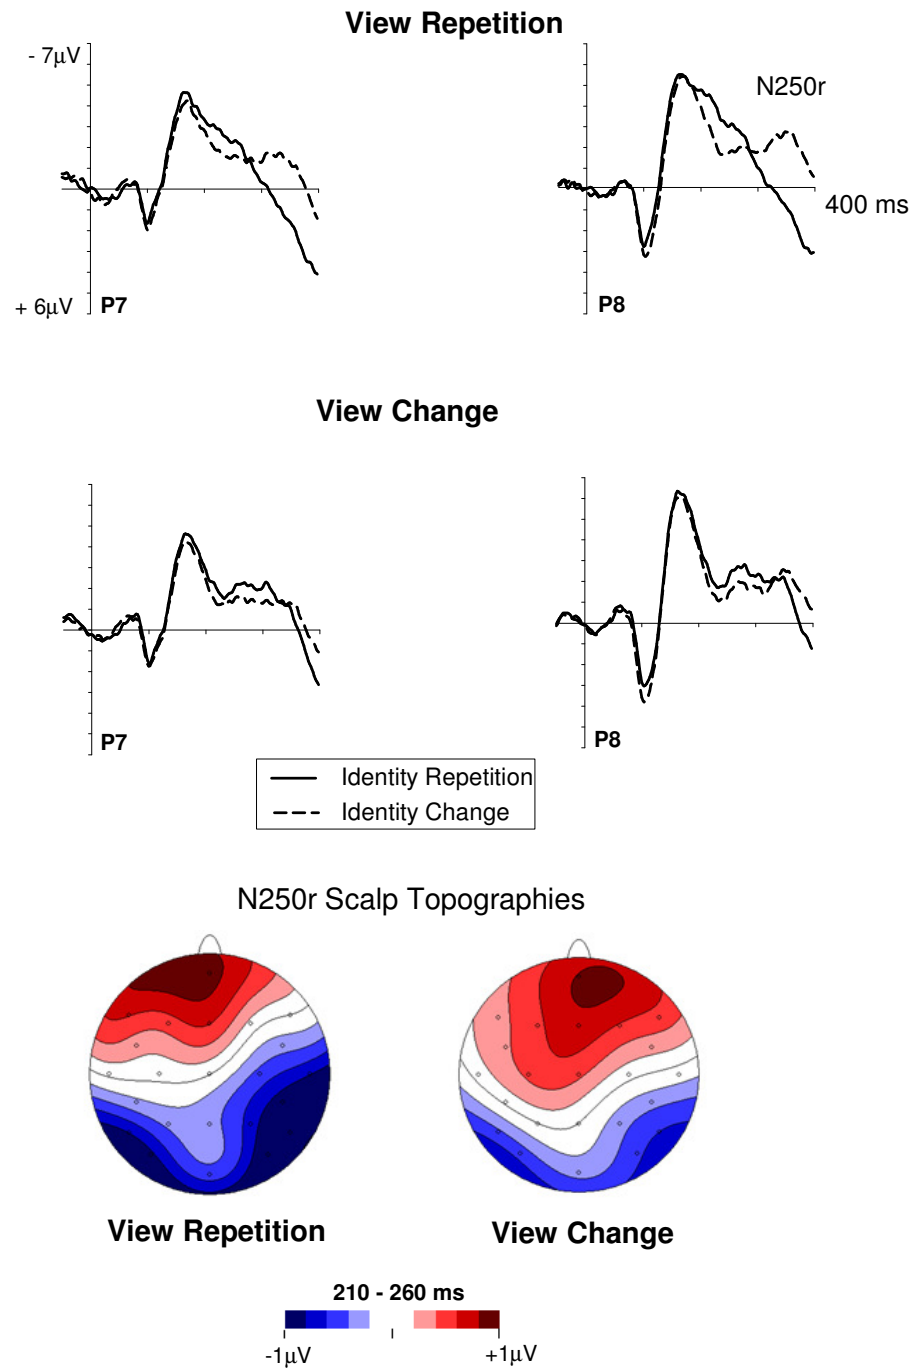 View Repetition
- 7µV
N250r
400 ms
+ 6µV
P7
P8
View Change
P7
P8
Identity Repetition
Identity Change
N250r Scalp Topographies
View Repetition
View Change
210 - 260 ms
-1µV
+1µV